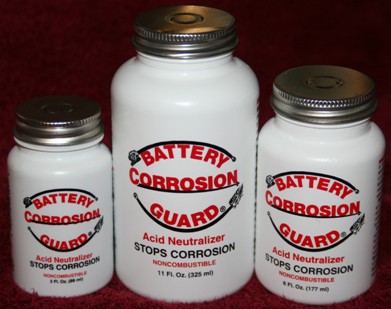 BATTERY
CORROSION
GUARD®
Acid Neutralizer
STOPS CORROSION
NONCOMBUSTIBLE
3 Fl. Oz. (88 ml)
BATTERY
CORROSION
GUARD®
Acid Neutralizer
STOPS CORROSION
NONCOMBUSTIBLE
11 Fl. Oz. (325 ml)
BATTERY
CORROSION
GUARD®
Acid Neutralizer
STOPS CORROSION
NONCOMBUSTIBLE
6 Fl. Oz. (177 ml)